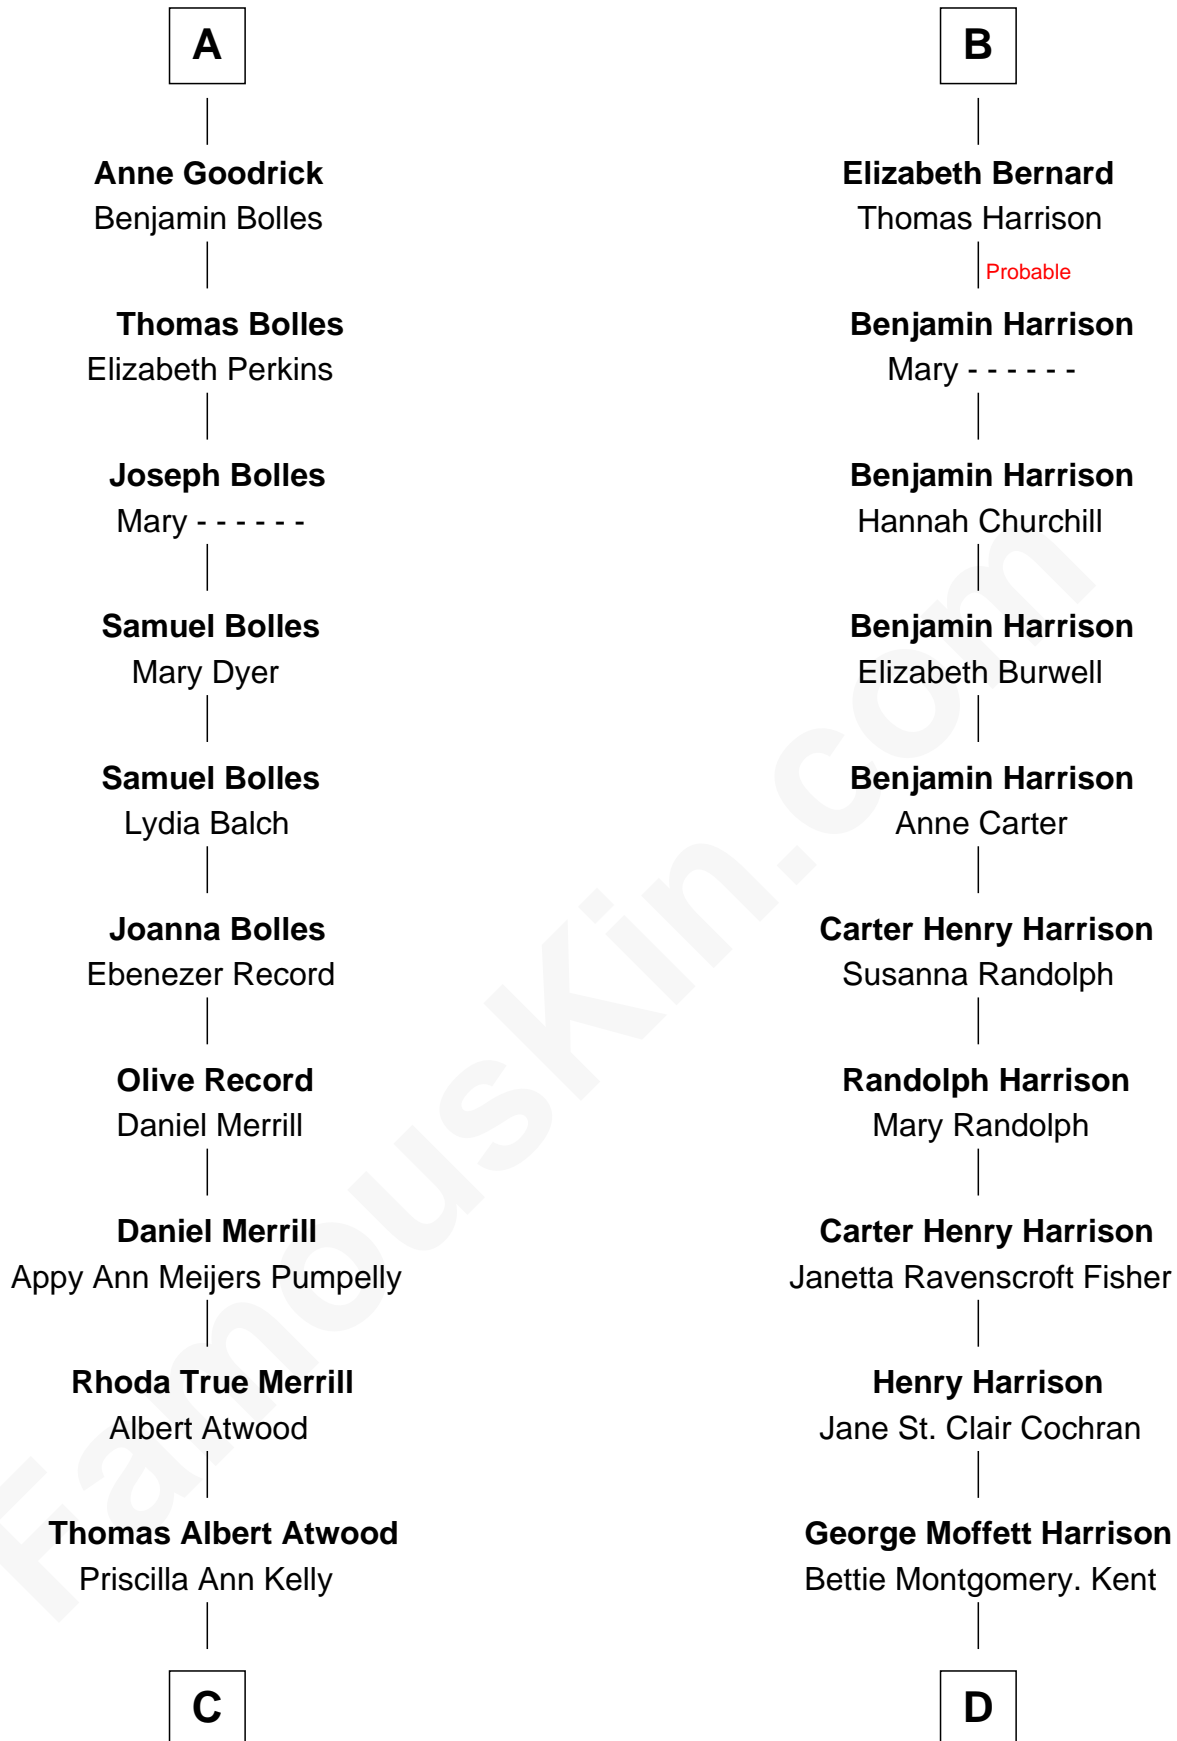 A
Anne Goodrick
Benjamin Bolles
Thomas Bolles
Elizabeth Perkins
Joseph Bolles
Mary - - - - - -
Samuel Bolles
Mary Dyer
Samuel Bolles
Lydia Balch
Joanna Bolles
Ebenezer Record
Olive Record
Daniel Merrill
Daniel Merrill
Appy Ann Meijers Pumpelly
Rhoda True Merrill
Albert Atwood
Thomas Albert Atwood
Priscilla Ann Kelly
C
B
Elizabeth Bernard
Thomas Harrison
Probable
Benjamin Harrison
Mary - - - - - -
Benjamin Harrison
Hannah Churchill
Benjamin Harrison
Elizabeth Burwell
Benjamin Harrison
Anne Carter
Carter Henry Harrison
Susanna Randolph
Randolph Harrison
Mary Randolph
Carter Henry Harrison
Janetta Ravenscroft Fisher
Henry Harrison
Jane St. Clair Cochran
George Moffett Harrison
Bettie Montgomery. Kent
D
FamousKin.com